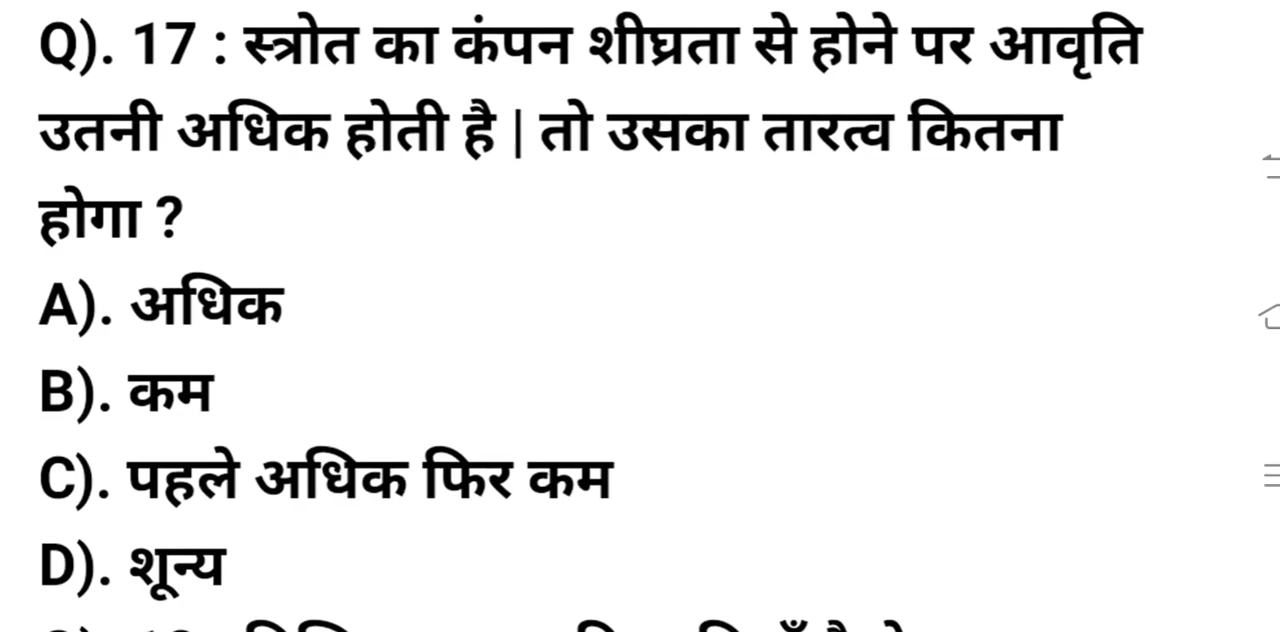 Q). 17 : स्त्रोत का कंपन शीघ्रता से होने पर आवृति
उतनी अधिक होती है | तो उसका तारत्व कितना
होगा ?
A). अधिक
B). कम
C). पहले अधिक फिर कम
D). शून्य